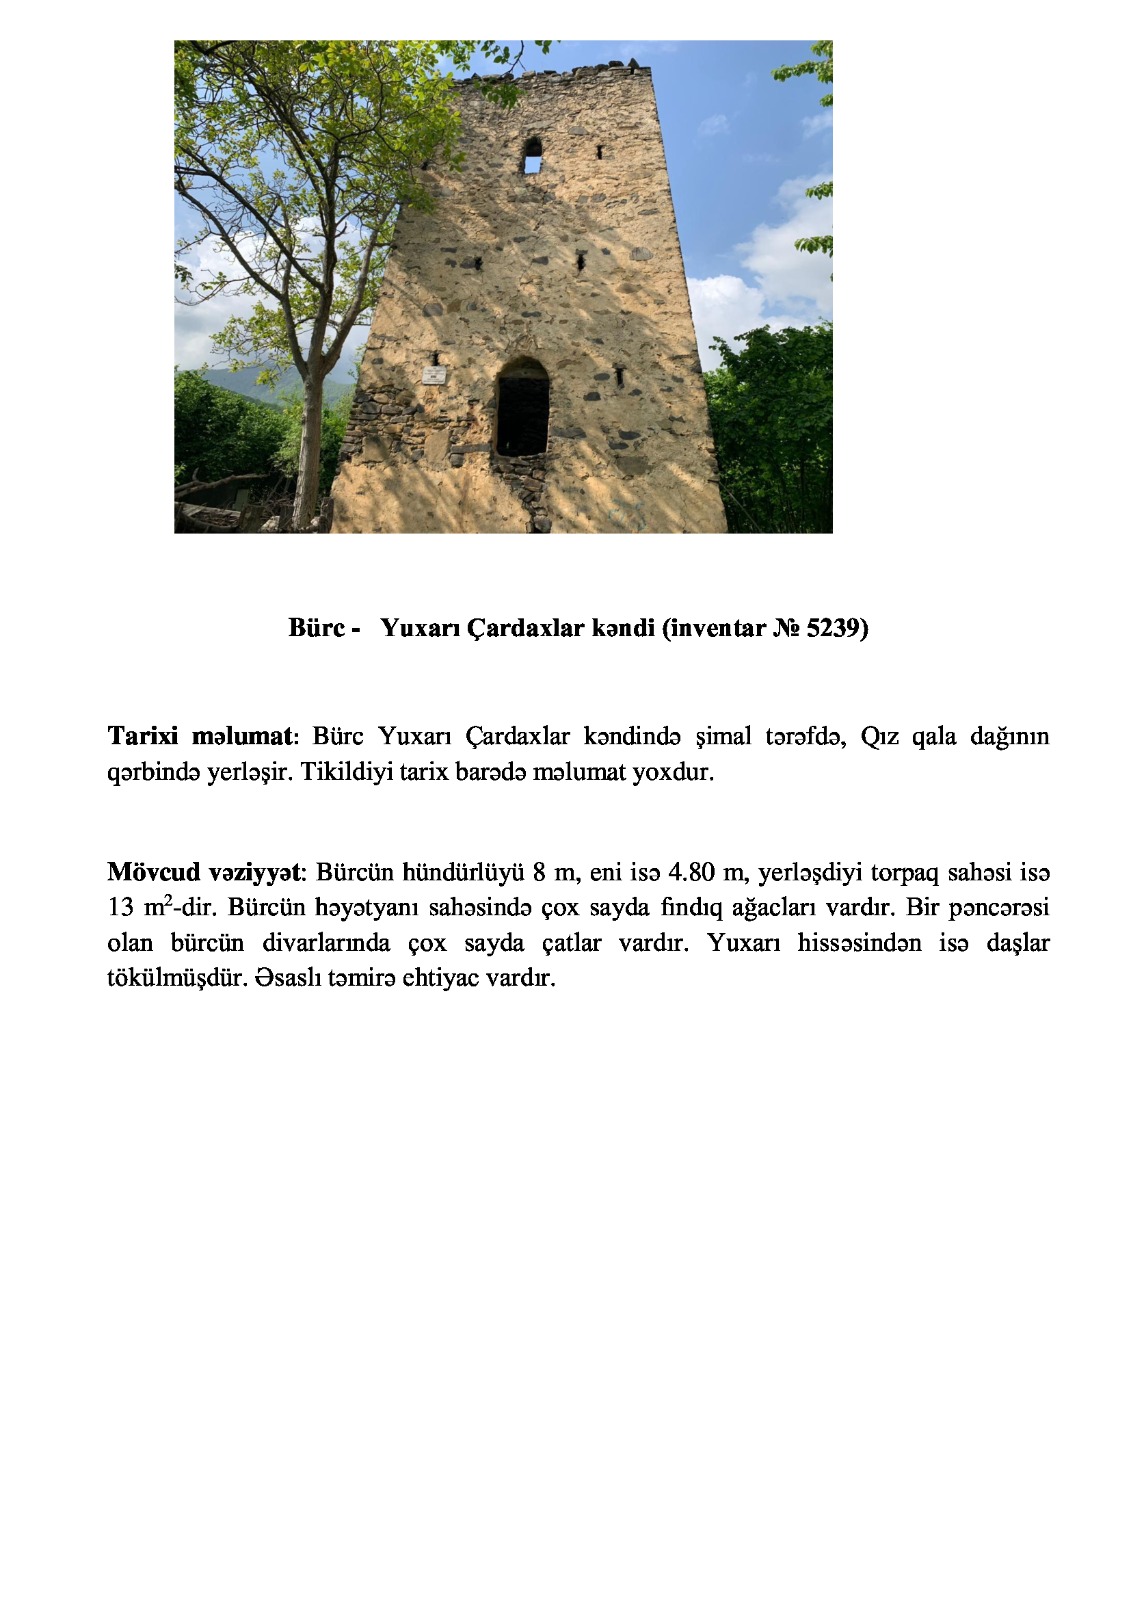 Bürc - Yuxarı Çardaxlar kəndi (inventar № 5239)
Tarixi məlumat: Bürc Yuxarı Çardaxlar kəndində şimal tərəfdə, Qız qala dağının
qərbində yerləşir. Tikildiyi tarix barədə məlumat yoxdur.
Mövcud vəziyyət: Bürcün hündürlüyü 8 m, eni isə 4.80 m, yerləşdiyi torpaq sahəsi isə
13 m²-dir. Bürcün həyətyanı sahəsində çox sayda fındıq ağacları vardır. Bir pəncərəsi
olan bürcün divarlarında çox sayda çatlar vardır. Yuxarı hissəsindən isə daşlar
tökülmüşdür. Əsaslı təmirə ehtiyac vardır.